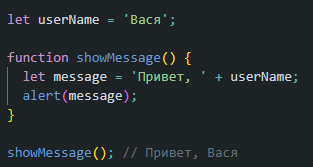 let userName = 'Вася';
function showMessage() {
let message = 'Привет, ' + userName;
alert(message);
}
showMessage(); // Привет, Вася